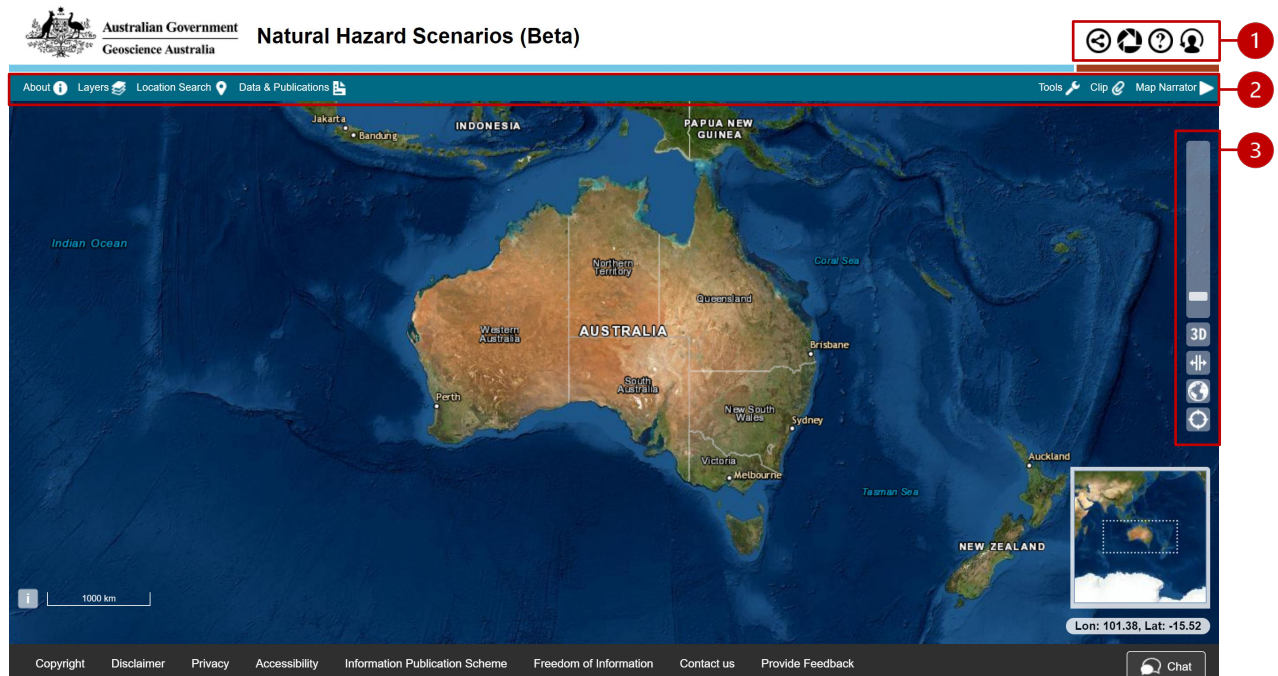 Australian Government
Geoscience Australia
Natural Hazard Scenarios (Beta)
1
About Layers Location Search Data & Publications Tools Clip Map Narrator
2
Jakarta
Bandung
INDONESIA
PAPUA NEW
GUINEA
3
Indian Ocean
Coral Sea
Northern
Territory
Queensland
Western
Australia
AUSTRALIA
3D
Brisbane
South
Australia
Perth
New South
Wales
Sydney
Victoria
Melbourne
Auckland
Tasman Sea
NEW ZEALAND
i
1000 km
Lon: 101.38, Lat: -15.52
Copyright Disclaimer Privacy Accessibility Information Publication Scheme Freedom of Information Contact us Provide Feedback Chat